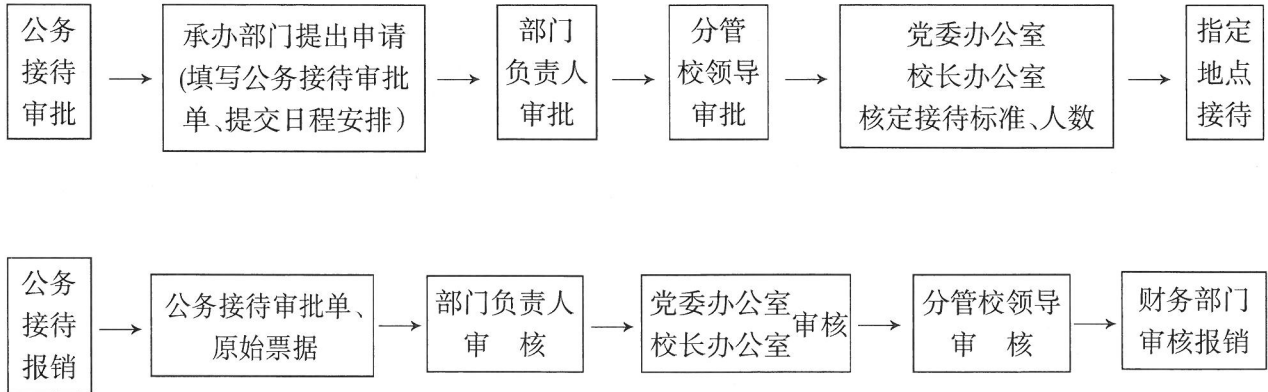 公务
接待
审批
承办部门提出申请
(填写公务接待审批
单、提交日程安排)
部门
负责人
审批
分管
校领导
审批
党委办公室
校长办公室
核定接待标准、人数
指定
地点
接待
公务
接待
报销
公务接待审批单、
原始票据
部门负责人
审 核
党委办公室
校长办公室
审核
分管校领导
审 核
财务部门
审核报销